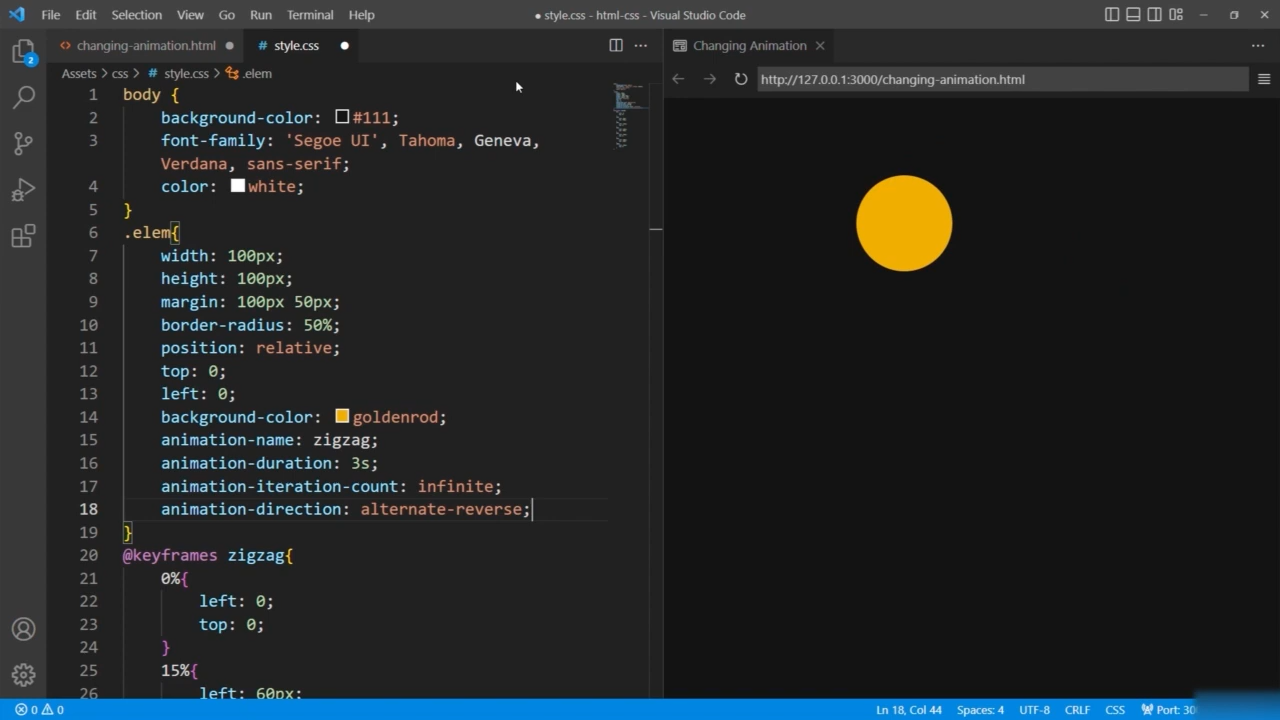 File Edit Selection View Go Run Terminal Help ● style.css - html-css - Visual Studio Code
2
<> changing-animation.html ● # style.css ● Changing Animation
Assets > css > # style.css > .elem
http://127.0.0.1:3000/changing-animation.html
1 body {
2 background-color: #111;
3 font-family: 'Segoe UI', Tahoma, Geneva,
Verdana, sans-serif;
4 color: white;
5 }
6 .elem{
7 width: 100px;
8 height: 100px;
9 margin: 100px 50px;
10 border-radius: 50%;
11 position: relative;
12 top: 0;
13 left: 0;
14 background-color: goldenrod;
15 animation-name: zigzag;
16 animation-duration: 3s;
17 animation-iteration-count: infinite;
18 animation-direction: alternate-reverse;
19 }
20 @keyframes zigzag{
21 0%{
22 left: 0;
23 top: 0;
24 }
25 15%{
26 left: 60px;
0 0 Ln 18, Col 44 Spaces: 4 UTF-8 CRLF CSS Port: